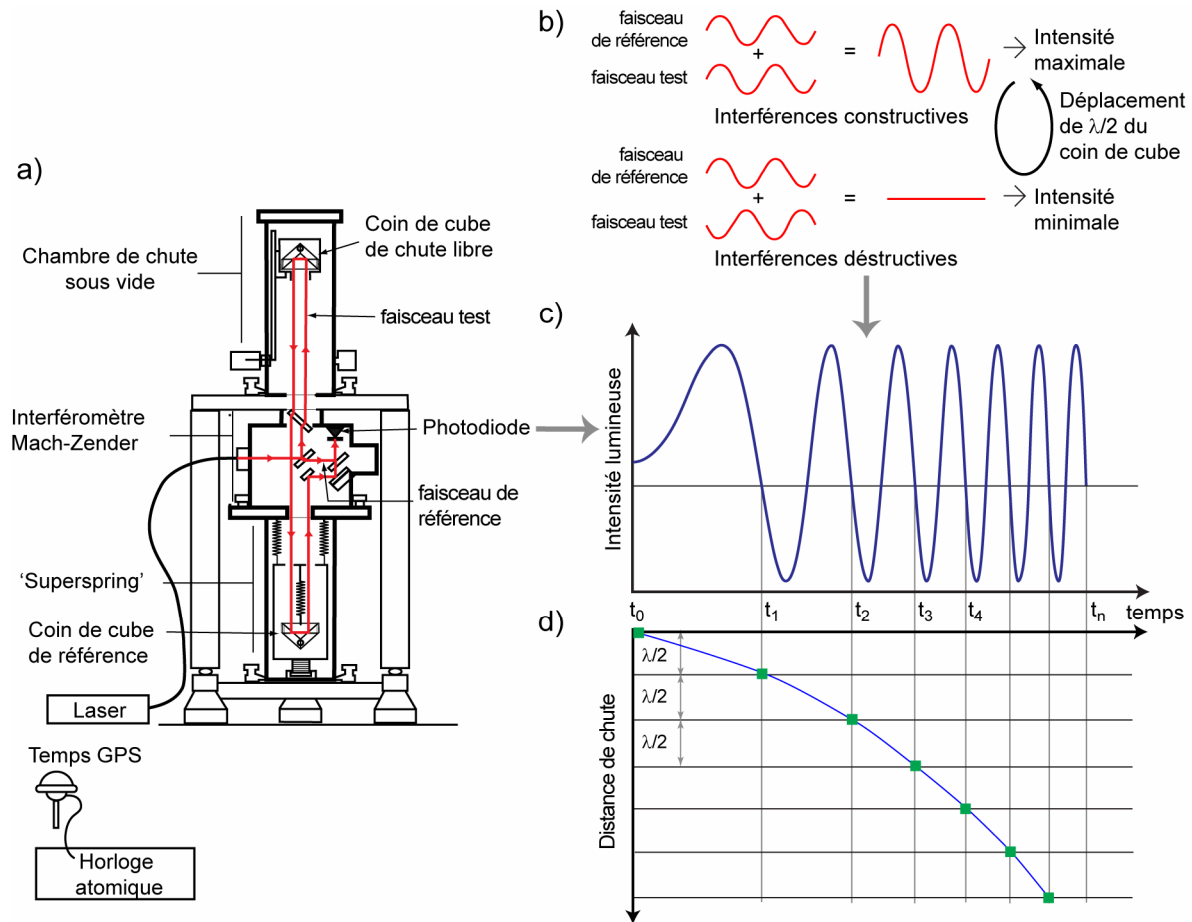 a)
Chambre de chute
sous vide
Coin de cube
de chute libre
faisceau test
Interféromètre
Mach-Zender
Photodiode
faisceau de
référence
'Superspring'
Coin de cube
de référence
Laser
Temps GPS
Horloge
atomique
b)
faisceau
de référence
+
faisceau test
=
Intensité
maximale
Interférences constructives
Déplacement
de λ/2 du
coin de cube
faisceau
de référence
+
faisceau test
=
Intensité
minimale
Interférences déstructives
c)
Intensité lumineuse
t0 t1 t2 t3 t4 tn temps
d)
Distance de chute
λ/2
λ/2
λ/2